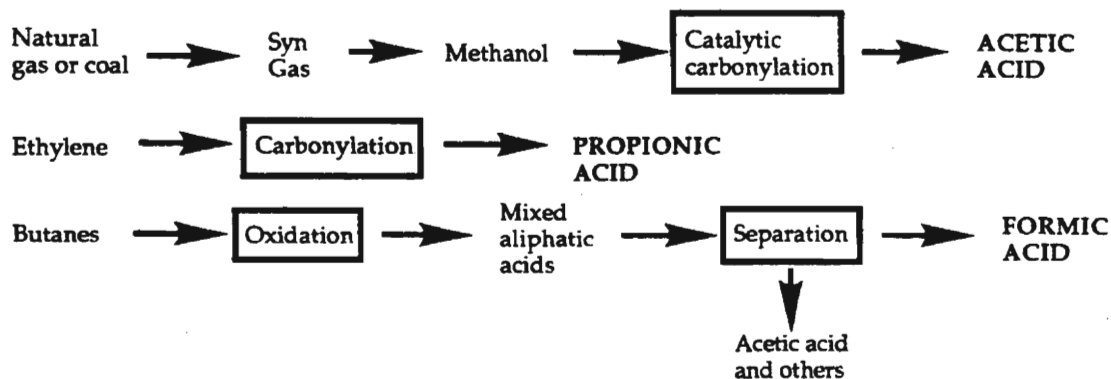 Natural
gas or coal
Syn
Gas
Methanol
Catalytic
carbonylation
ACETIC
ACID
Ethylene
Carbonylation
PROPIONIC
ACID
Butanes
Oxidation
Mixed
aliphatic
acids
Separation
FORMIC
ACID
Acetic acid
and others